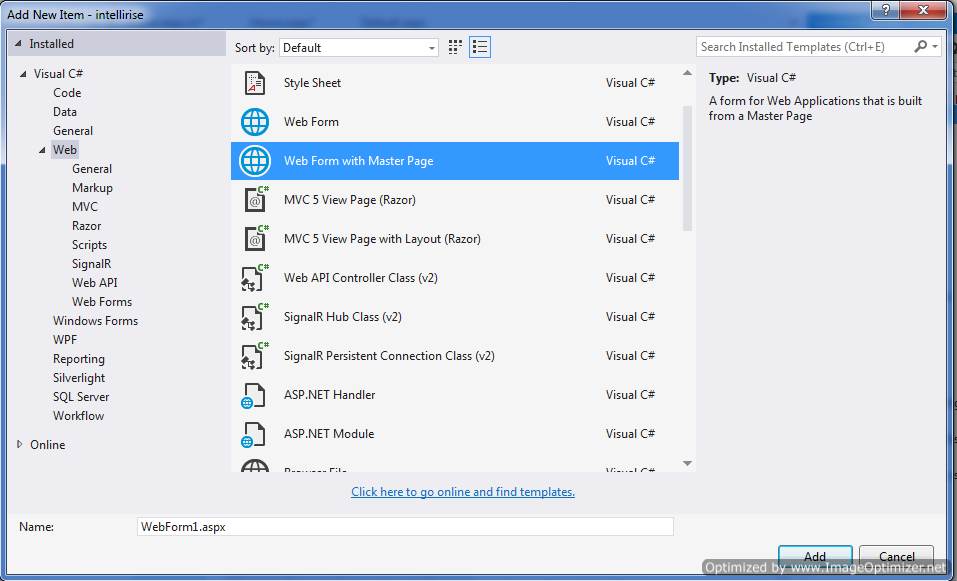 Add New Item - intellirise
Installed
Sort by: Default
Search Installed Templates (Ctrl+E)
Visual C#
Code
Data
General
Web
General
Markup
MVC
Razor
Scripts
SignalR
Web API
Web Forms
Windows Forms
WPF
Reporting
Silverlight
SQL Server
Workflow
Online
Style Sheet Visual C#
Web Form Visual C#
Web Form with Master Page Visual C#
MVC 5 View Page (Razor) Visual C#
MVC 5 View Page with Layout (Razor) Visual C#
Web API Controller Class (v2) Visual C#
SignalR Hub Class (v2) Visual C#
SignalR Persistent Connection Class (v2) Visual C#
ASP.NET Handler Visual C#
ASP.NET Module Visual C#
Browser File Visual C#
Type: Visual C#
A form for Web Applications that is built
from a Master Page
Click here to go online and find templates.
Name: WebForm1.aspx
Add Cancel
Optimized by www.ImageOptimizer.net